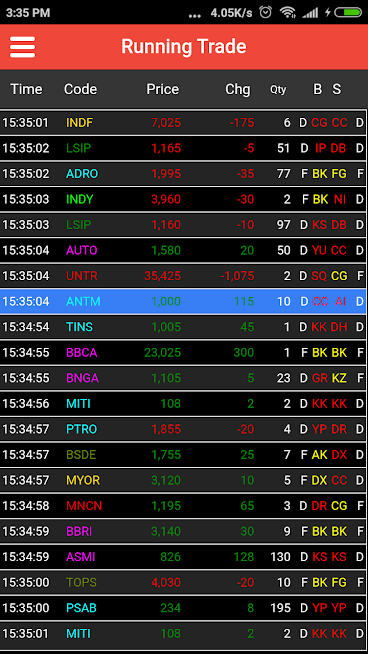 3:35 PM ... 4.05K/s
Running Trade
Time Code Price Chg Qty B S
15:35:01 INDF 7,025 -175 6 D CG CC D
15:35:02 LSIP 1,165 -5 51 D IP DB D
15:35:02 ADRO 1,995 -35 77 F BK FG F
15:35:03 INDY 3,960 -30 2 F BK NI D
15:35:03 LSIP 1,160 -10 97 D KS DB D
15:35:04 AUTO 1,580 20 50 D YU CC D
15:35:04 UNTR 35,425 -1,075 2 D SQ CG F
15:35:04 ANTM 1,000 115 10 D CC AI D
15:34:54 TINS 1,005 45 1 D KK DH D
15:34:55 BBCA 23,025 300 1 F BK BK F
15:34:55 BNGA 1,105 5 23 D GR KZ F
15:34:56 MITI 108 2 2 D KK KK D
15:34:57 PTRO 1,855 -20 4 D YP DR D
15:34:57 BSDE 1,755 25 7 F AK DX D
15:34:57 MYOR 3,120 10 5 F DX CC D
15:34:58 MNCN 1,195 65 3 D DR CG F
15:34:59 BBRI 3,140 30 9 F BK BK F
15:34:59 ASMI 826 128 130 D KS KS D
15:35:00 TOPS 4,030 -20 10 F BK FG F
15:35:00 PSAB 234 8 195 D YP YP D
15:35:01 MITI 108 2 2 D KK KK D